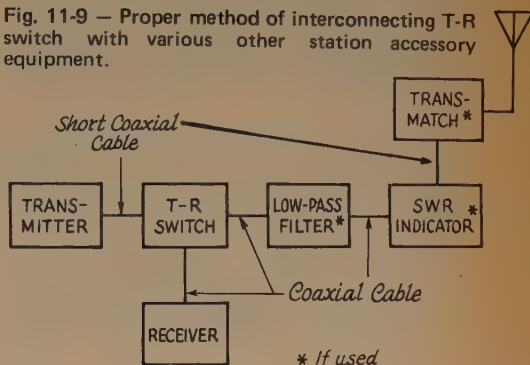 Fig. 11-9 — Proper method of interconnecting T-R
switch with various other station accessory
equipment.
TRANS-
MATCH*
Short Coaxial
Cable
TRANS-
MITTER
T-R
SWITCH
LOW-PASS
FILTER*
SWR
INDICATOR*
Coaxial Cable
RECEIVER
* If used